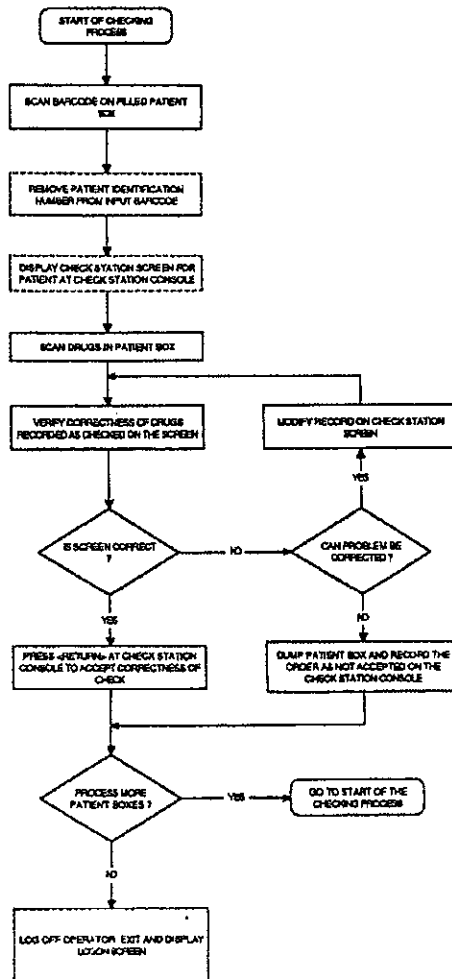 START OF CHECKING
PROCESS
SCAN BARCODE ON FILLED PATIENT
BOX
REMOVE PATIENT IDENTIFICATION
NUMBER FROM INPUT BARCODE
DISPLAY CHECK STATION SCREEN FOR
PATIENT AT CHECK STATION CONSOLE
SCAN DRUGS IN PATIENT BOX
VERIFY CORRECTNESS OF DRUGS
RECORDED AS CHECKED ON THE SCREEN
MODIFY RECORD ON CHECK STATION
SCREEN
YES
IS SCREEN CORRECT
?
NO
CAN PROBLEM BE
CORRECTED ?
YES
NO
PRESS <RETURN> AT CHECK STATION
CONSOLE TO ACCEPT CORRECTNESS OF
CHECK
DUMP PATIENT BOX AND RECORD THE
ORDER AS NOT ACCEPTED ON THE
CHECK STATION CONSOLE
PROCESS MORE
PATIENT BOXES ?
YES
GO TO START OF THE
CHECKING PROCESS
NO
LOG OFF OPERATOR, EXIT AND DISPLAY
LOGON SCREEN